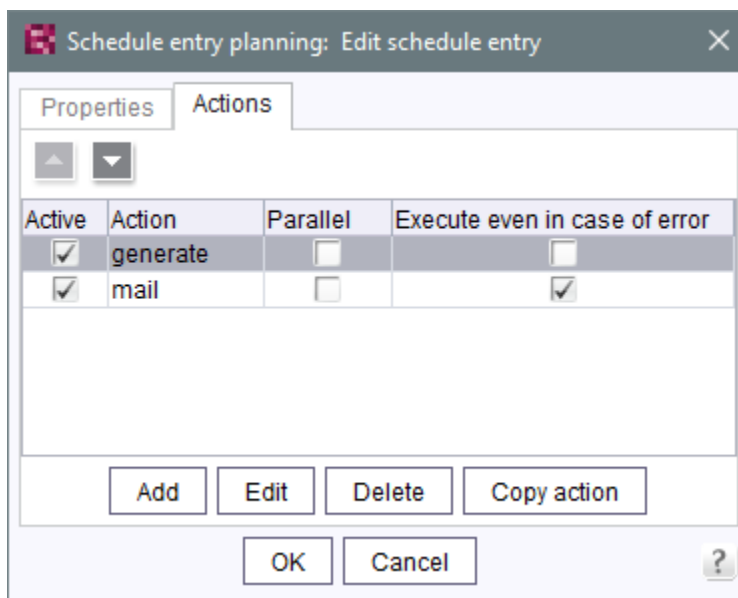 Schedule entry planning: Edit schedule entry
Properties Actions
Active Action Parallel Execute even in case of error
generate
mail
Add Edit Delete Copy action
OK Cancel ?